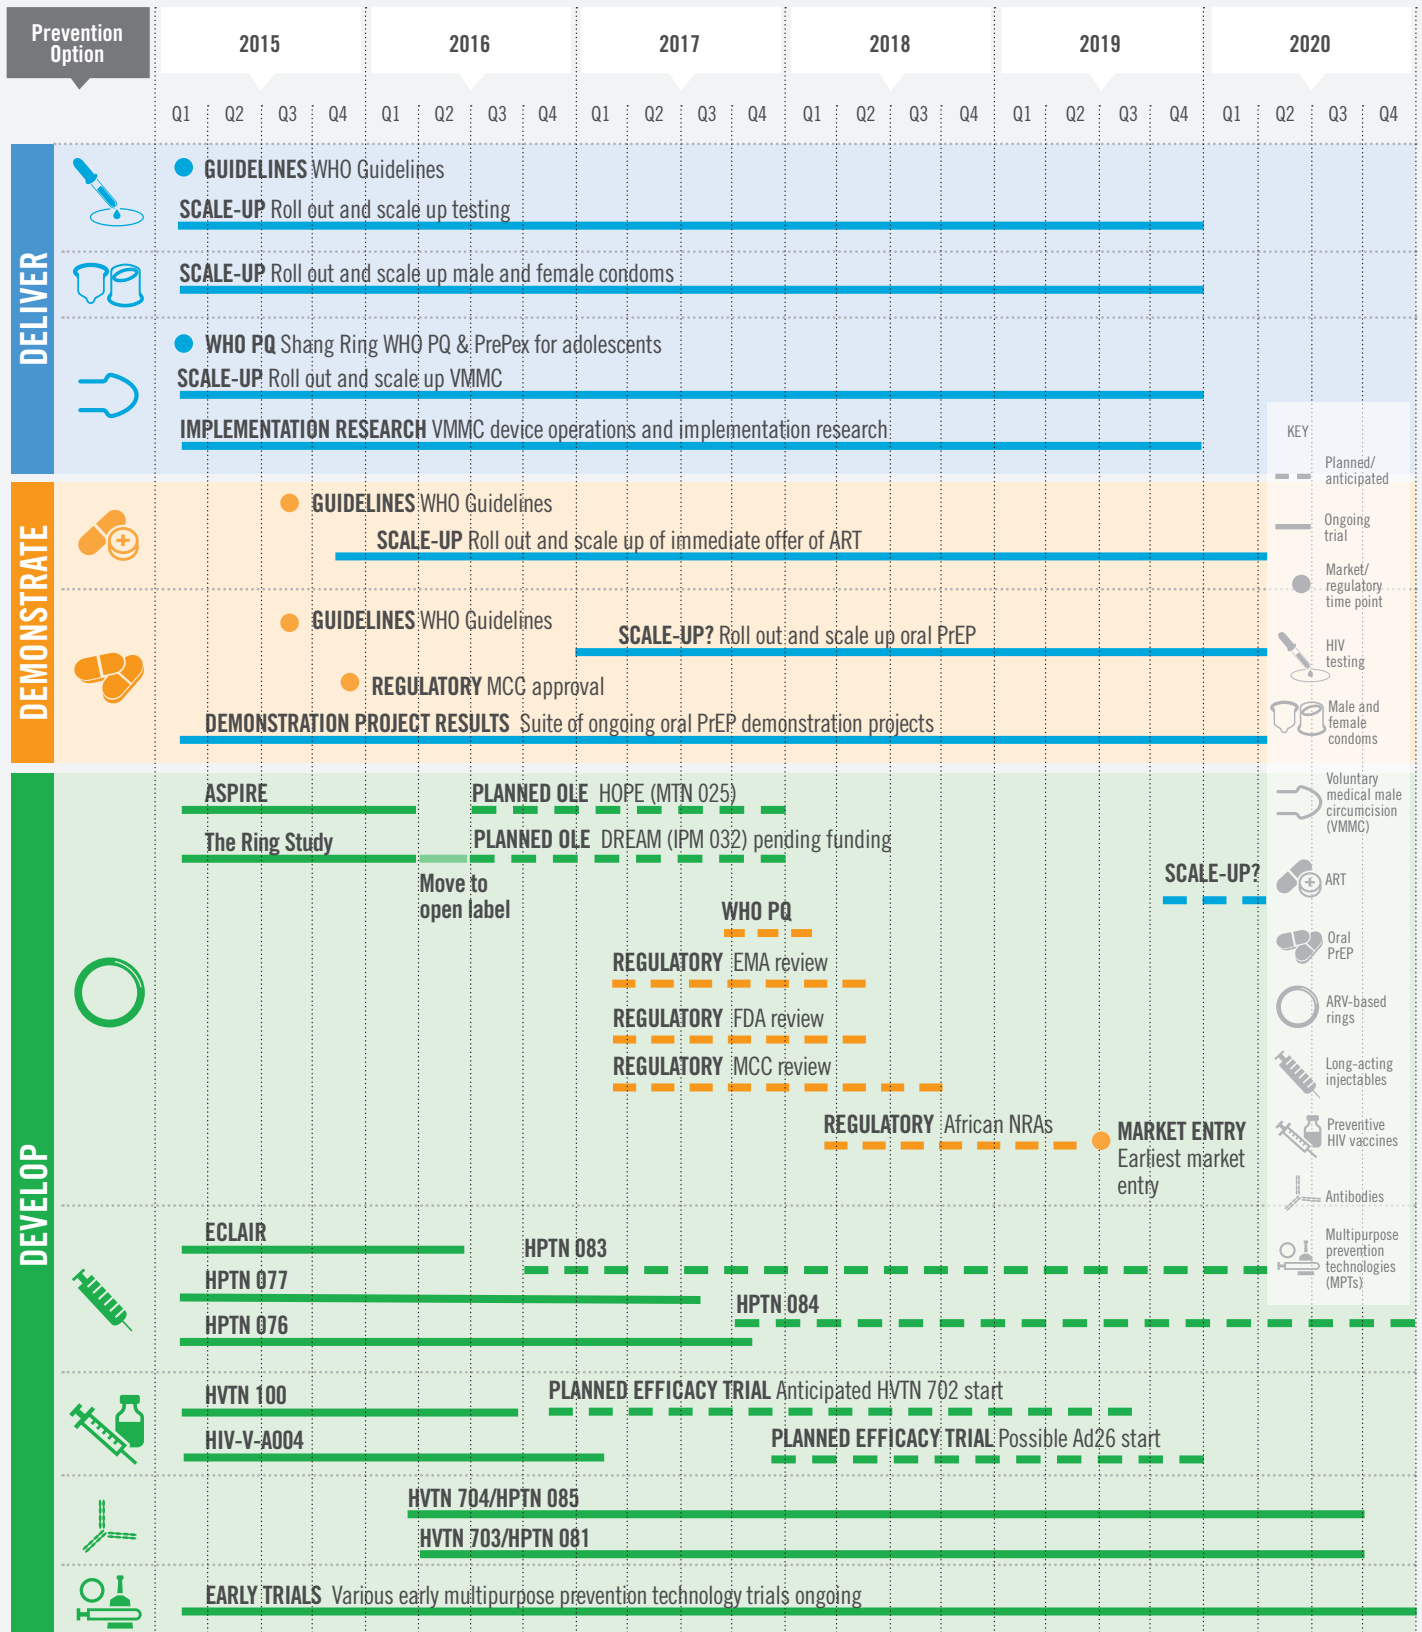 Prevention
Option
2015
2016
2017
2018
2019
2020
Q1 Q2 Q3 Q4 Q1 Q2 Q3 Q4 Q1 Q2 Q3 Q4 Q1 Q2 Q3 Q4 Q1 Q2 Q3 Q4 Q1 Q2 Q3 Q4
DELIVER
GUIDELINES WHO Guidelines
SCALE-UP Roll out and scale up testing
SCALE-UP Roll out and scale up male and female condoms
WHO PQ Shang Ring WHO PQ & PrePex for adolescents
SCALE-UP Roll out and scale up VMMC
IMPLEMENTATION RESEARCH VMMC device operations and implementation research
DEMONSTRATE
GUIDELINES WHO Guidelines
SCALE-UP Roll out and scale up of immediate offer of ART
GUIDELINES WHO Guidelines
SCALE-UP? Roll out and scale up oral PrEP
REGULATORY MCC approval
DEMONSTRATION PROJECT RESULTS Suite of ongoing oral PrEP demonstration projects
DEVELOP
ASPIRE
PLANNED OLE HOPE (MTN 025)
The Ring Study
PLANNED OLE DREAM (IPM 032) pending funding
Move to
open label
SCALE-UP?
WHO PQ
REGULATORY EMA review
REGULATORY FDA review
REGULATORY MCC review
REGULATORY African NRAs
MARKET ENTRY
Earliest market
entry
ECLAIR
HPTN 083
HPTN 077
HPTN 084
HPTN 076
HVTN 100
PLANNED EFFICACY TRIAL Anticipated HVTN 702 start
HIV-V-A004
PLANNED EFFICACY TRIAL Possible Ad26 start
HVTN 704/HPTN 085
HVTN 703/HPTN 081
EARLY TRIALS Various early multipurpose prevention technology trials ongoing
KEY
Planned/
anticipated
Ongoing
trial
Market/
regulatory
time point
HIV
testing
Male and
female
condoms
Voluntary
medical male
circumcision
(VMMC)
ART
Oral
PrEP
ARV-based
rings
Long-acting
injectables
Preventive
HIV vaccines
Antibodies
Multipurpose
prevention
technologies
(MPTs)